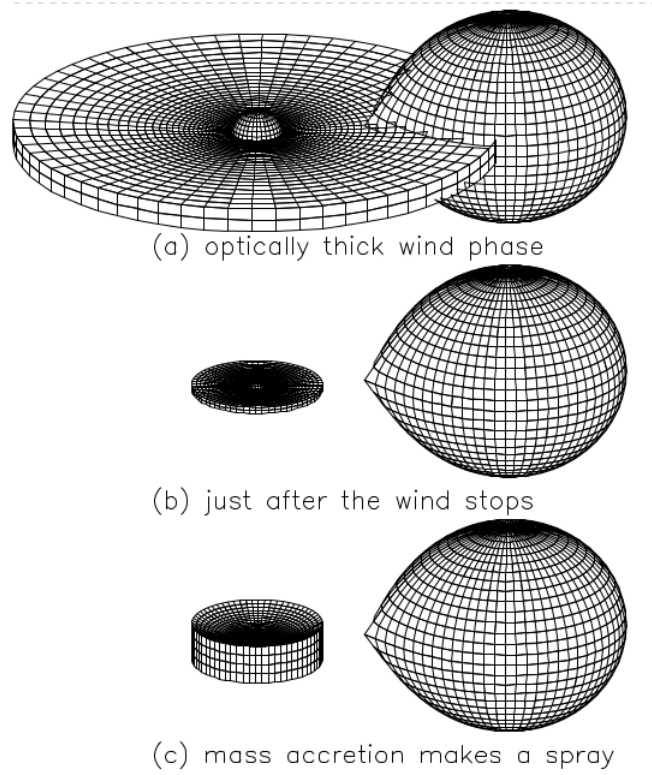 (a) optically thick wind phase
(b) just after the wind stops
(c) mass accretion makes a spray